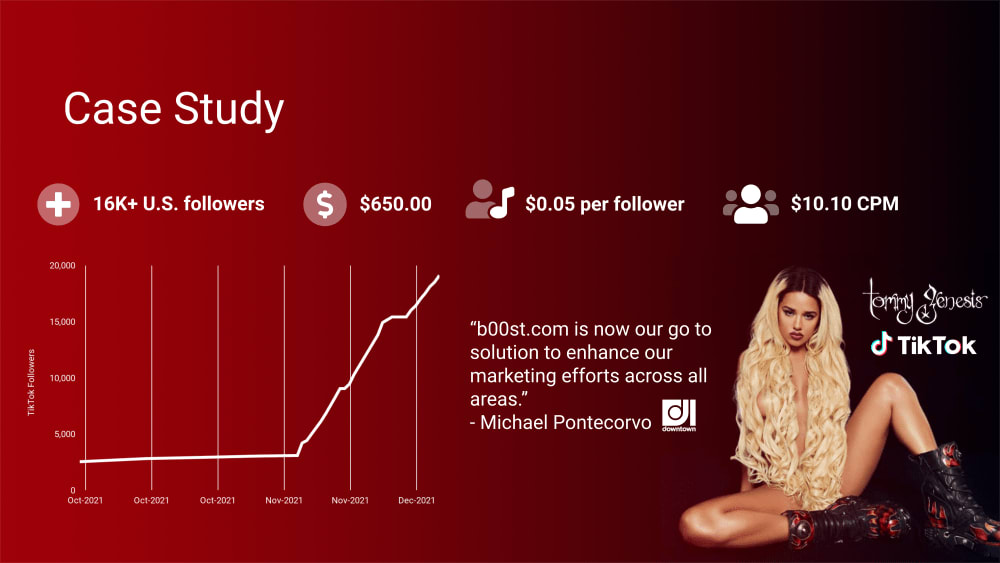 Case Study
16K+ U.S. followers
$650.00
$0.05 per follower
$10.10 CPM
20,000
15,000
10,000
5,000
0
TikTok Followers
Oct-2021
Oct-2021
Oct-2021
Nov-2021
Nov-2021
Dec-2021
“b00st.com is now our go to
solution to enhance our
marketing efforts across all
areas.”
- Michael Pontecorvo
downtown
tommy genesis
TikTok